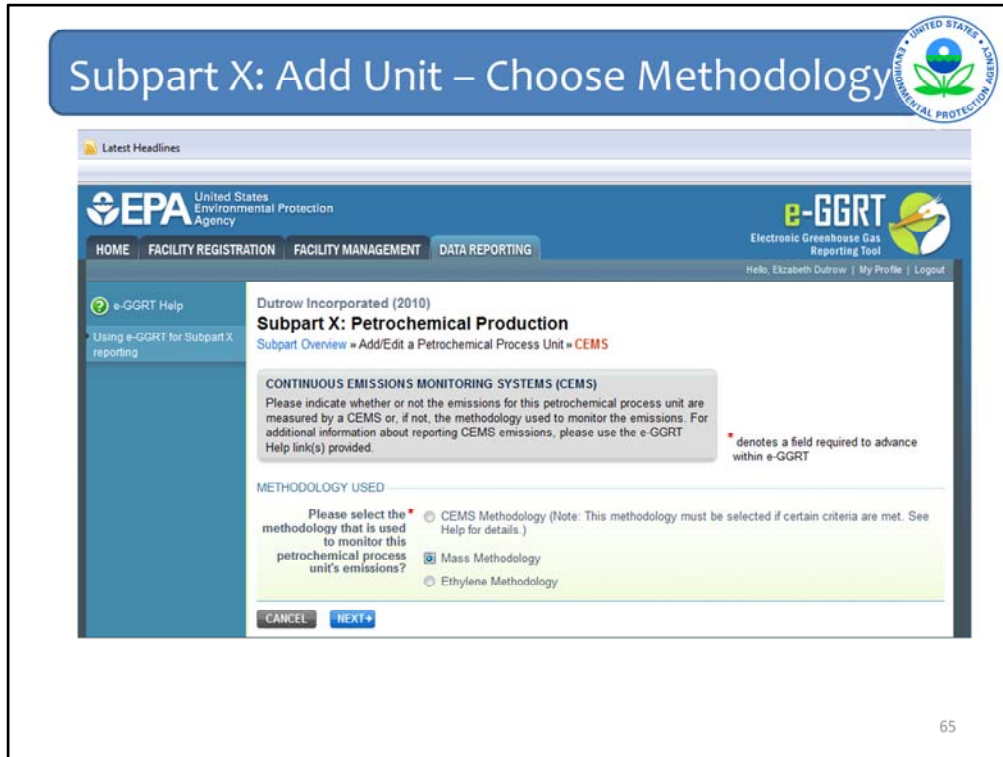 Subpart X: Add Unit – Choose Methodology
UNITED STATES
ENVIRONMENTAL PROTECTION AGENCY
Latest Headlines
EPA United States
Environmental Protection
Agency
e-GGRT
Electronic Greenhouse Gas
Reporting Tool
HOME FACILITY REGISTRATION FACILITY MANAGEMENT DATA REPORTING
Hello, Elizabeth Dutrow | My Profile | Logout
? e-GGRT Help
Using e-GGRT for Subpart X
reporting
Dutrow Incorporated (2010)
Subpart X: Petrochemical Production
Subpart Overview » Add/Edit a Petrochemical Process Unit » CEMS
CONTINUOUS EMISSIONS MONITORING SYSTEMS (CEMS)
Please indicate whether or not the emissions for this petrochemical process unit are
measured by a CEMS or, if not, the methodology used to monitor the emissions. For
additional information about reporting CEMS emissions, please use the e-GGRT
Help link(s) provided.
* denotes a field required to advance
within e-GGRT
METHODOLOGY USED
Please select the *
methodology that is used
to monitor this
petrochemical process
unit's emissions?
CEMS Methodology (Note: This methodology must be selected if certain criteria are met. See
Help for details.)
Mass Methodology
Ethylene Methodology
CANCEL NEXT
65